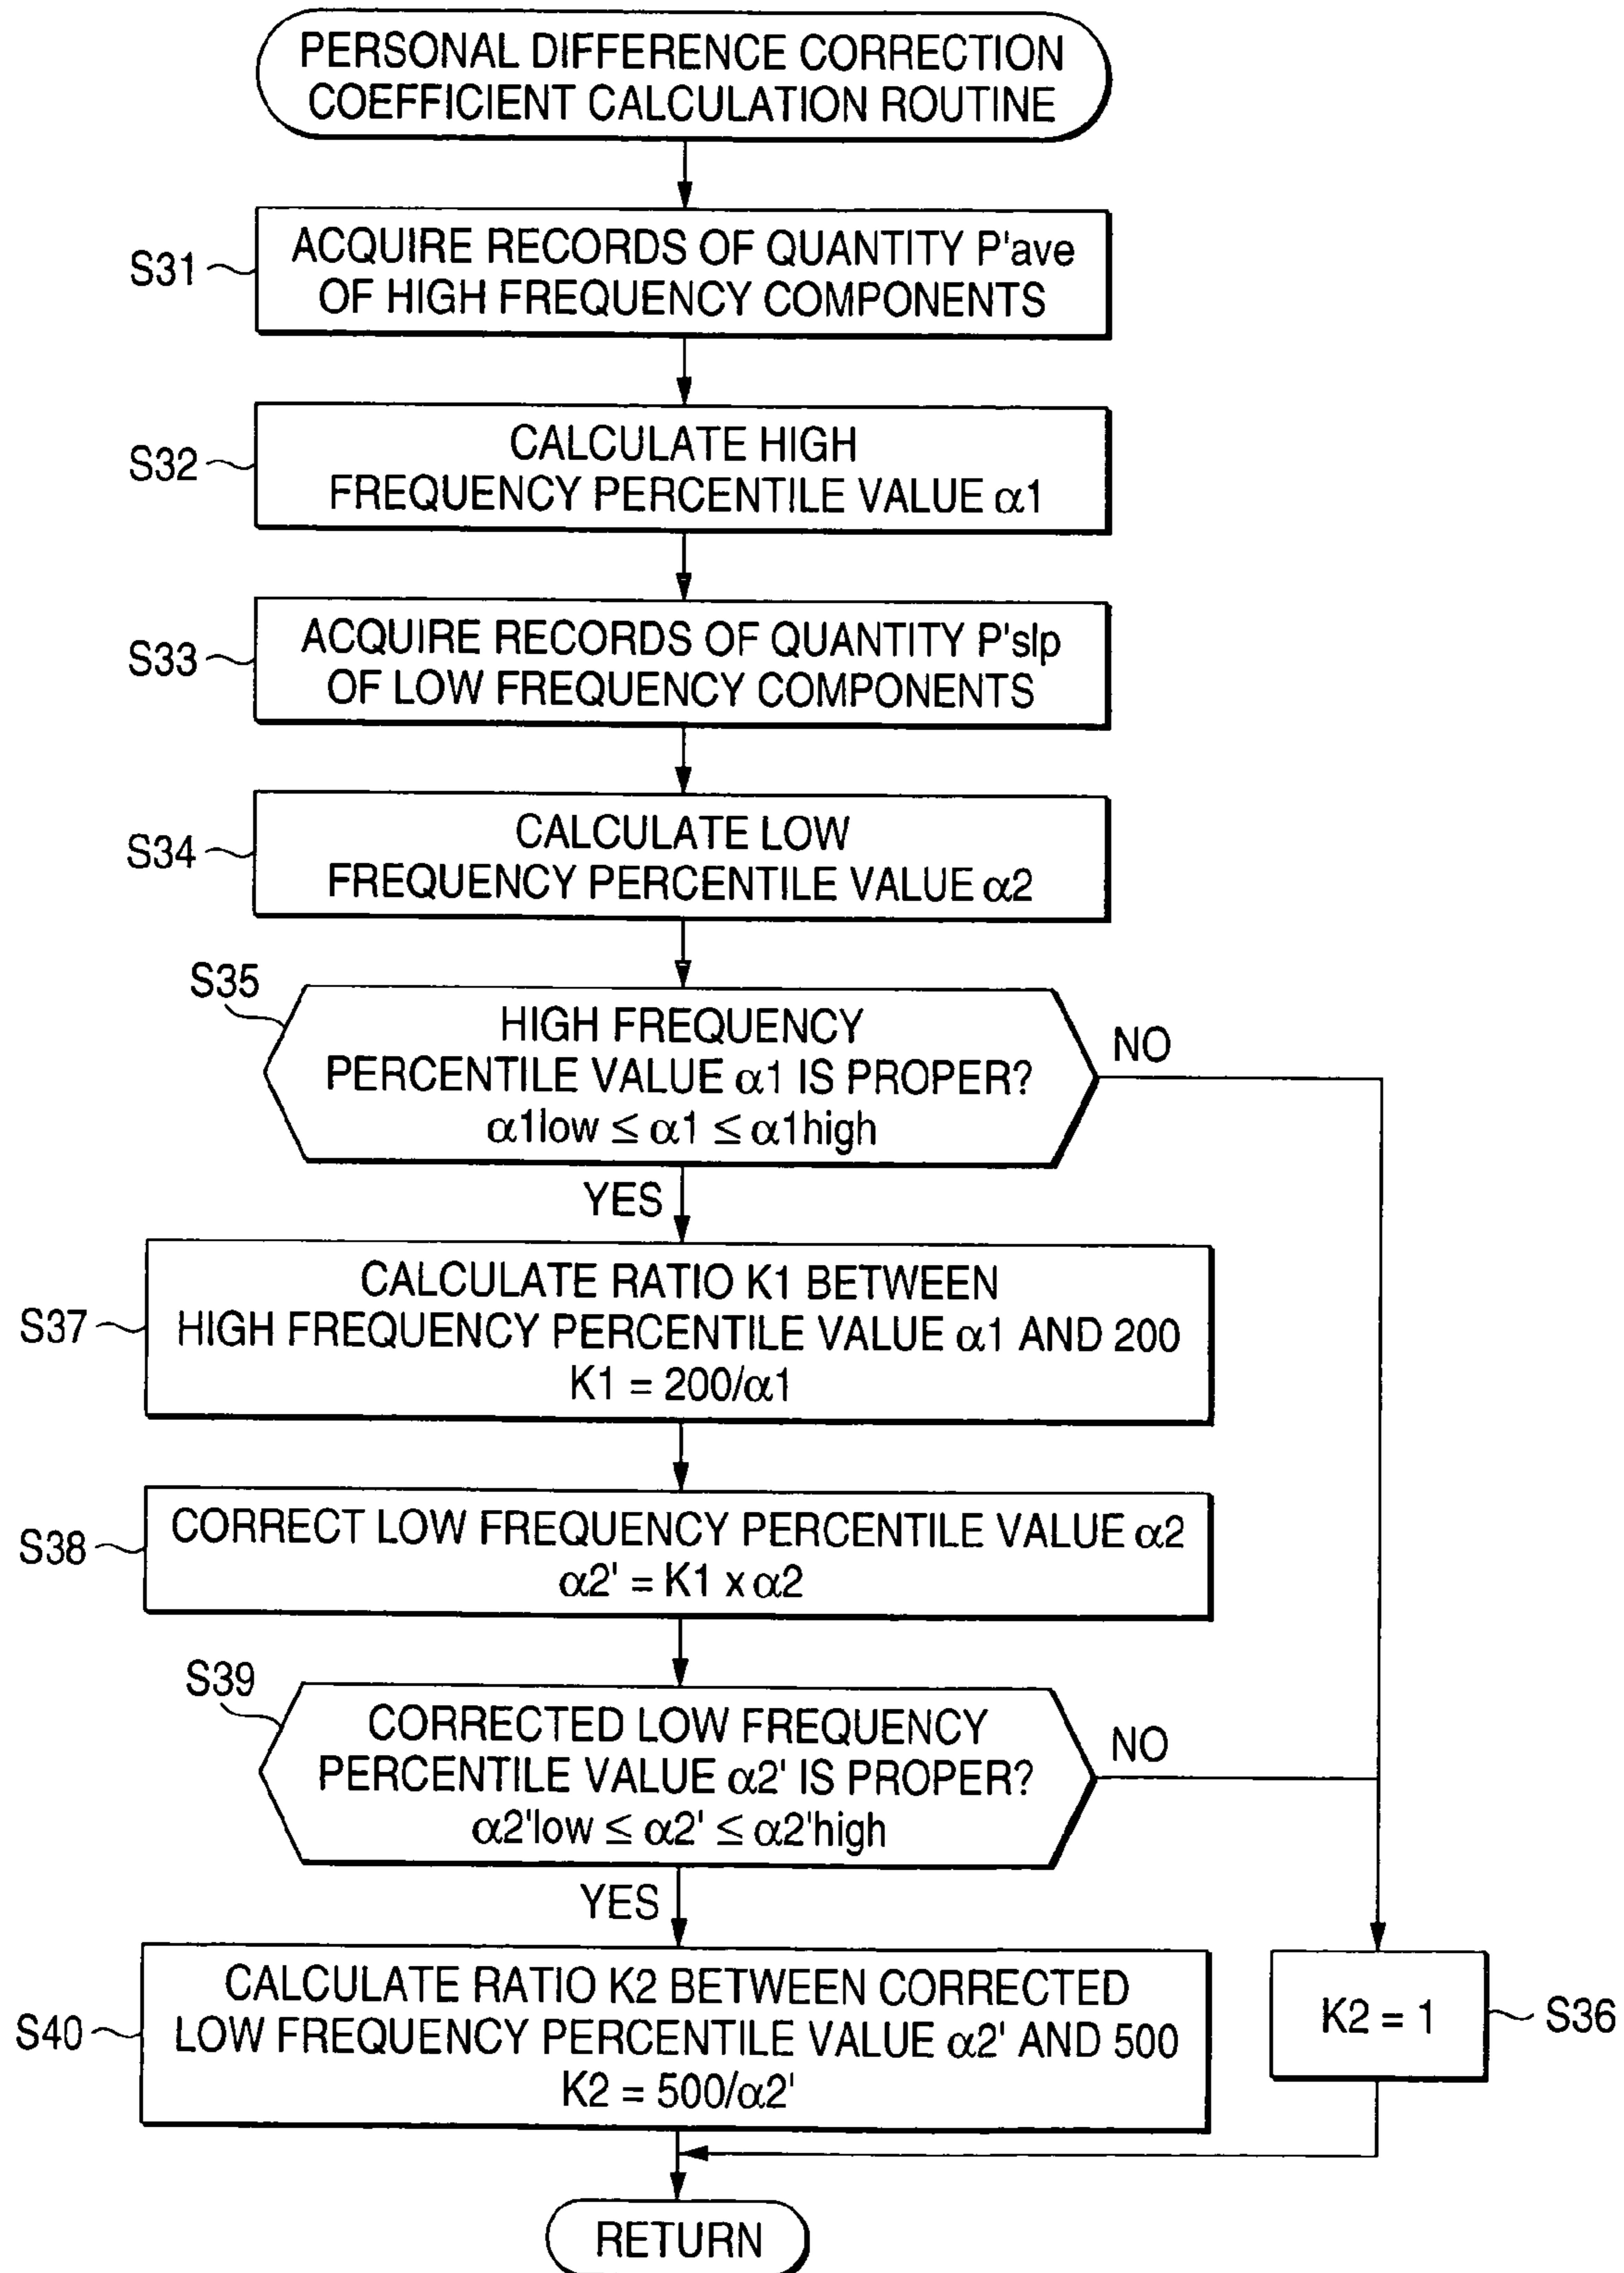 PERSONAL DIFFERENCE CORRECTION
COEFFICIENT CALCULATION ROUTINE
S31
ACQUIRE RECORDS OF QUANTITY P'ave
OF HIGH FREQUENCY COMPONENTS
S32
CALCULATE HIGH
FREQUENCY PERCENTILE VALUE α1
S33
ACQUIRE RECORDS OF QUANTITY P'slp
OF LOW FREQUENCY COMPONENTS
S34
CALCULATE LOW
FREQUENCY PERCENTILE VALUE α2
S35
HIGH FREQUENCY
PERCENTILE VALUE α1 IS PROPER?
α1low ≤ α1 ≤ α1high
NO
YES
S37
CALCULATE RATIO K1 BETWEEN
HIGH FREQUENCY PERCENTILE VALUE α1 AND 200
K1 = 200/α1
S38
CORRECT LOW FREQUENCY PERCENTILE VALUE α2
α2' = K1 x α2
S39
CORRECTED LOW FREQUENCY
PERCENTILE VALUE α2' IS PROPER?
α2'low ≤ α2' ≤ α2'high
NO
YES
S40
CALCULATE RATIO K2 BETWEEN CORRECTED
LOW FREQUENCY PERCENTILE VALUE α2' AND 500
K2 = 500/α2'
K2 = 1
S36
RETURN